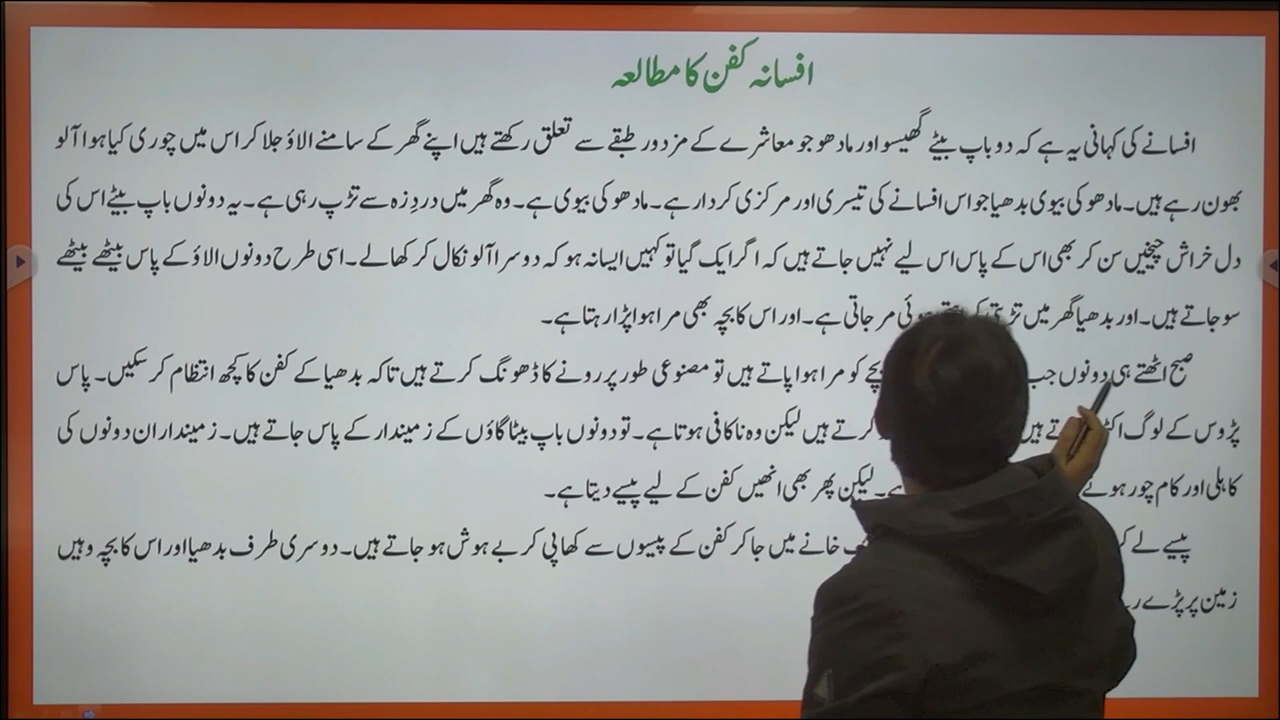 افسانہ کفن کا مطالعہ
افسانے کی کہانی یہ ہے کہ دو باپ بیٹے گھیسو اور مادھو جو معاشرے کے مزدور طبقے سے تعلق رکھتے ہیں اپنے گھر کے سامنے الاؤ جلا کر اس میں چوری کیا ہوا آلو
بھون رہے ہیں۔ مادھو کی بیوی بدھیا جو اس افسانے کی تیسری اور مرکزی کردار ہے۔ مادھو کی بیوی ہے۔ وہ گھر میں دردِ زہ سے تڑپ رہی ہے۔ یہ دونوں باپ بیٹے اس کی
دل خراش چیخیں سن کر بھی اس کے پاس اس لیے نہیں جاتے ہیں کہ اگر ایک گیا تو کہیں ایسا نہ ہو کہ دوسرا آلو نکال کر کھا لے۔ اسی طرح دونوں الاؤ کے پاس بیٹھے بیٹھے
سو جاتے ہیں۔ اور بدھیا گھر میں ہوئی مر جاتی ہے۔ اور اس کا بچہ بھی مرا ہوا پڑا رہتا ہے۔
صبح اٹھتے ہی دونوں جب بچے کو مرا ہوا پاتے ہیں تو مصنوعی طور پر رونے کا ڈھونگ کرتے ہیں تاکہ بدھیا کے کفن کا کچھ انتظام کر سکیں۔ پاس
پڑوس کے لوگ کرتے ہیں لیکن وہ ناکافی ہوتا ہے۔ تو دونوں باپ بیٹا گاؤں کے زمیندار کے پاس جاتے ہیں۔ زمیندار ان دونوں کی
کاہلی اور کام چور ہونے ہے۔ لیکن پھر بھی انھیں کفن کے لیے پیسے دیتا ہے۔
پیسے لے خانے میں جا کر کفن کے پیسوں سے کھا پی کر بے ہوش ہو جاتے ہیں۔ دوسری طرف بدھیا اور اس کا بچہ وہیں
زمین پر پڑے